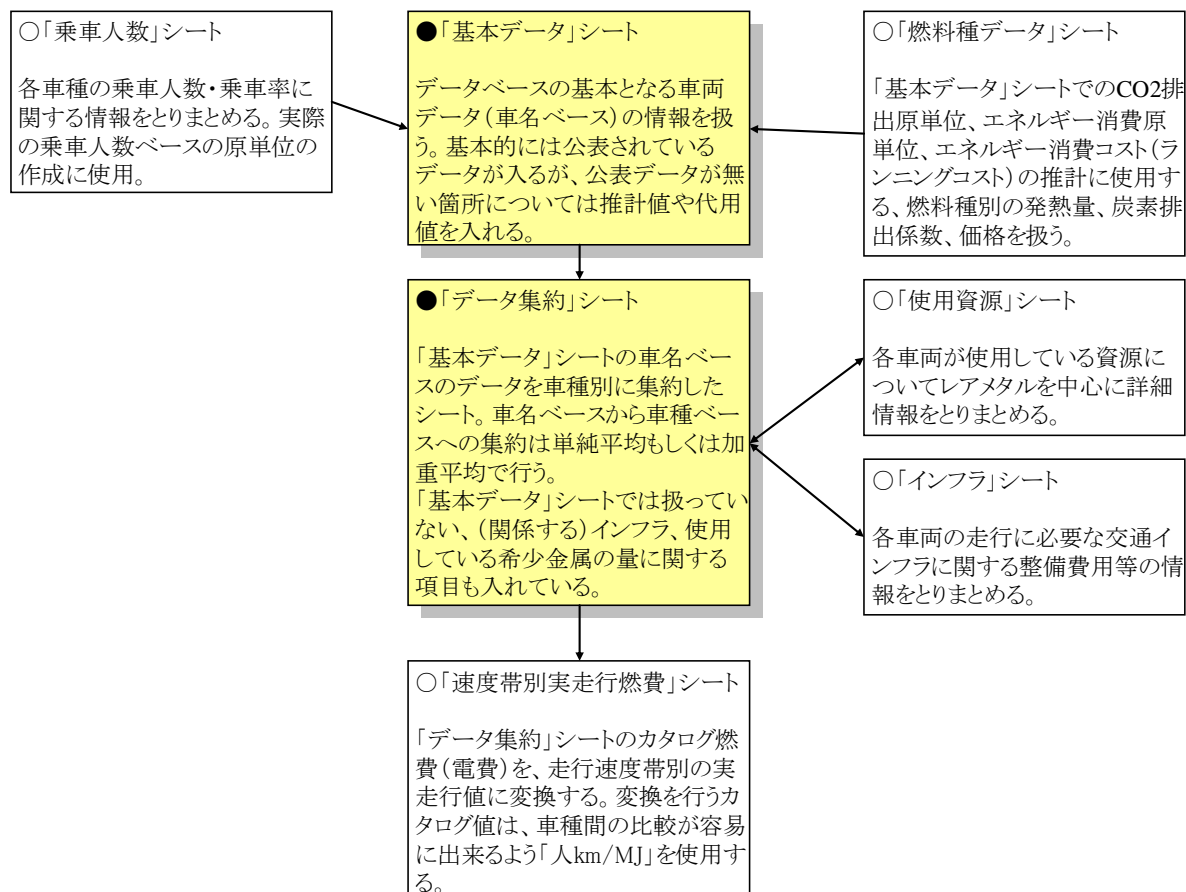 ○「乗車人数」シート
各車種の乗車人数・乗車率に
関する情報をとりまとめる。実際
の乗車人数ベースの原単位の
作成に使用。
●「基本データ」シート
データベースの基本となる車両
データ(車名ベース)の情報を扱
う。基本的には公表されている
データが入るが、公表データが無
い箇所については推計値や代用
値を入れる。
○「燃料種データ」シート
「基本データ」シートでのCO2排
出原単位、エネルギー消費原
単位、エネルギー消費コスト(ラ
ンニングコスト)の推計に使用す
る、燃料種別の発熱量、炭素排
出係数、価格を扱う。
●「データ集約」シート
「基本データ」シートの車名ベー
スのデータを車種別に集約した
シート。車名ベースから車種ベー
スへの集約は単純平均もしくは加
重平均で行う。
「基本データ」シートでは扱ってい
ない、(関係する)インフラ、使用
している希少金属の量に関する
項目も入れている。
○「使用資源」シート
各車両が使用している資源に
ついてレアメタルを中心に詳細
情報をとりまとめる。
○「インフラ」シート
各車両の走行に必要な交通イ
ンフラに関する整備費用等の情
報をとりまとめる。
○「速度帯別実走行燃費」シート
「データ集約」シートのカタログ燃
費(電費)を、走行速度帯別の実
走行値に変換する。変換を行うカ
タログ値は、車種間の比較が容易
に出来るよう「人km/MJ」を使用す
る。